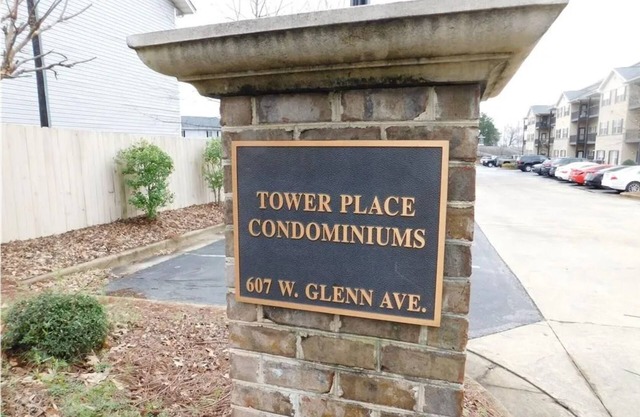 TOWER PLACE
CONDOMINIUMS
607 W. GLENN AVE.